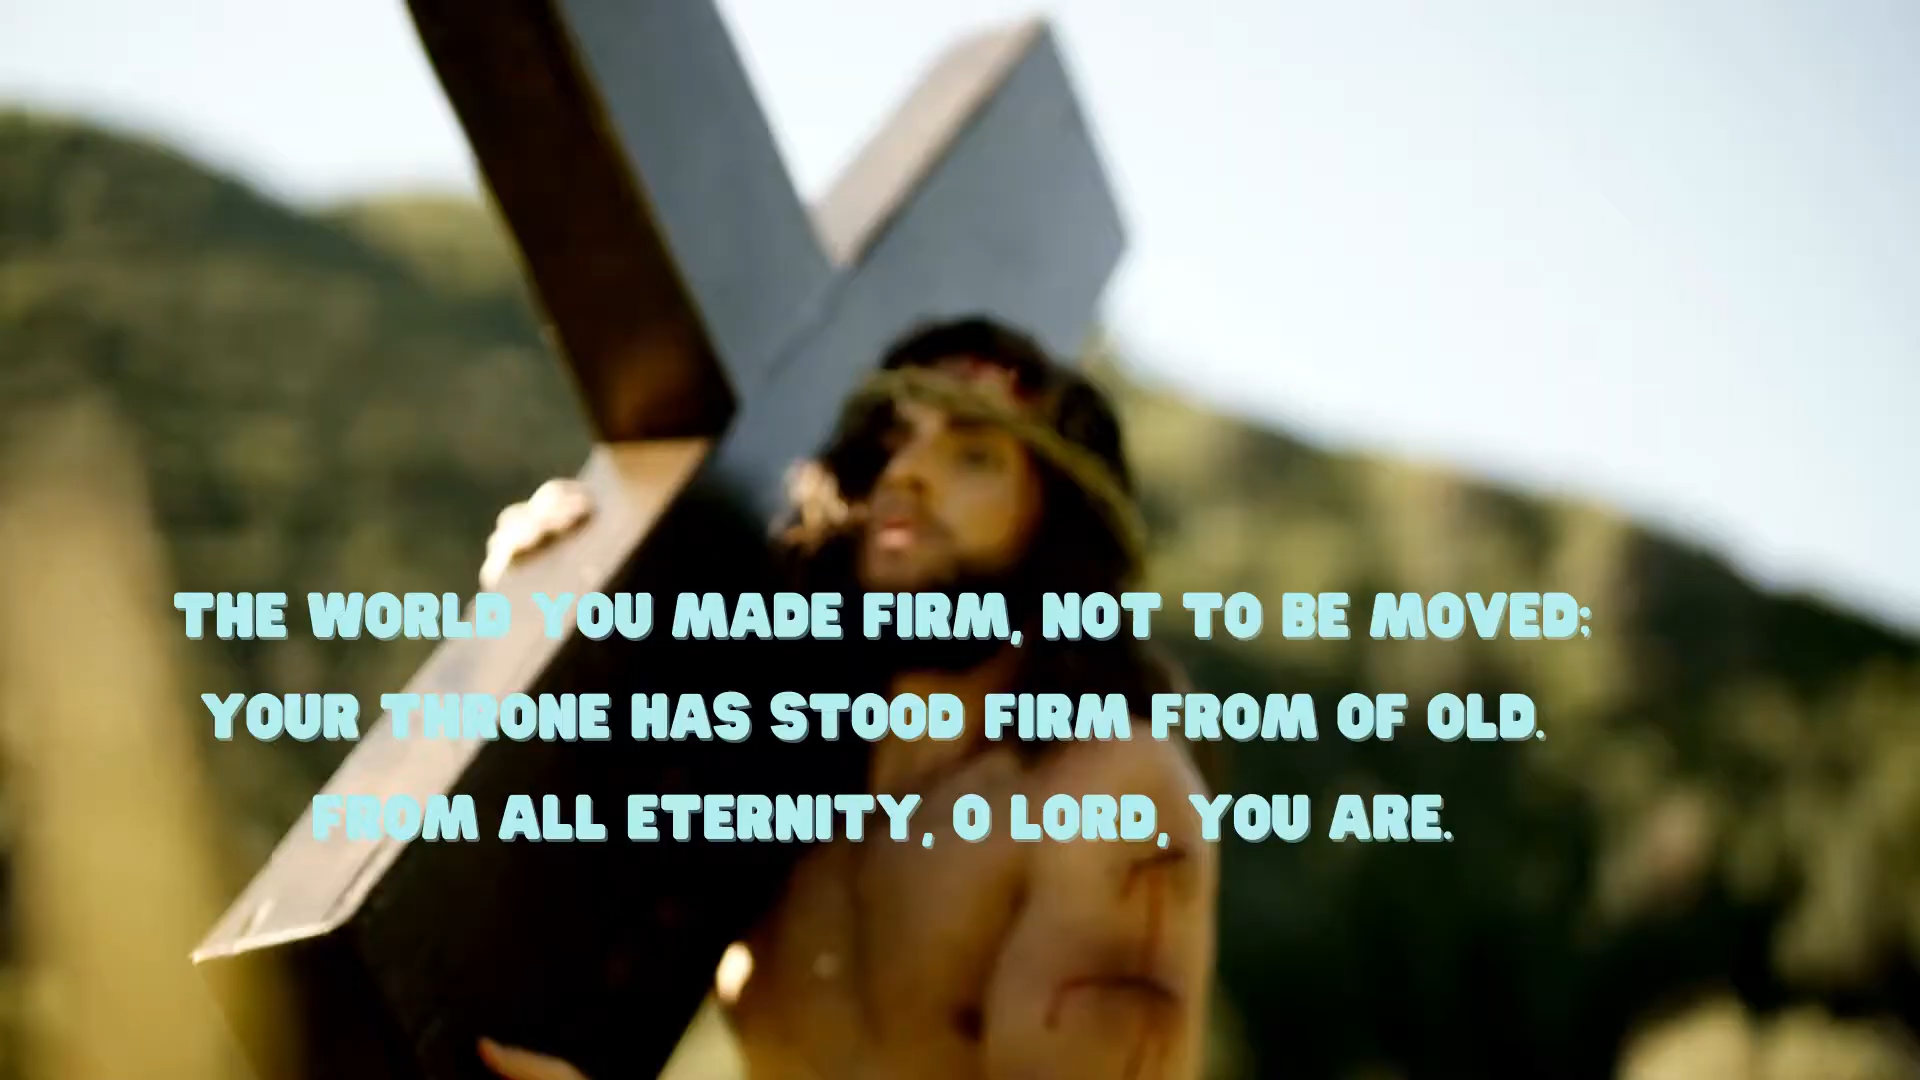 THE WORLD YOU MADE FIRM, NOT TO BE MOVED;
YOUR THRONE HAS STOOD FIRM FROM OF OLD.
FROM ALL ETERNITY, O LORD, YOU ARE.